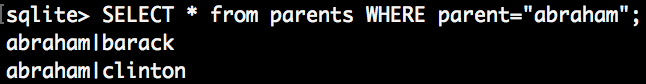 sqlite> SELECT * from parents WHERE parent="abraham";
abraham|barack
abraham|clinton